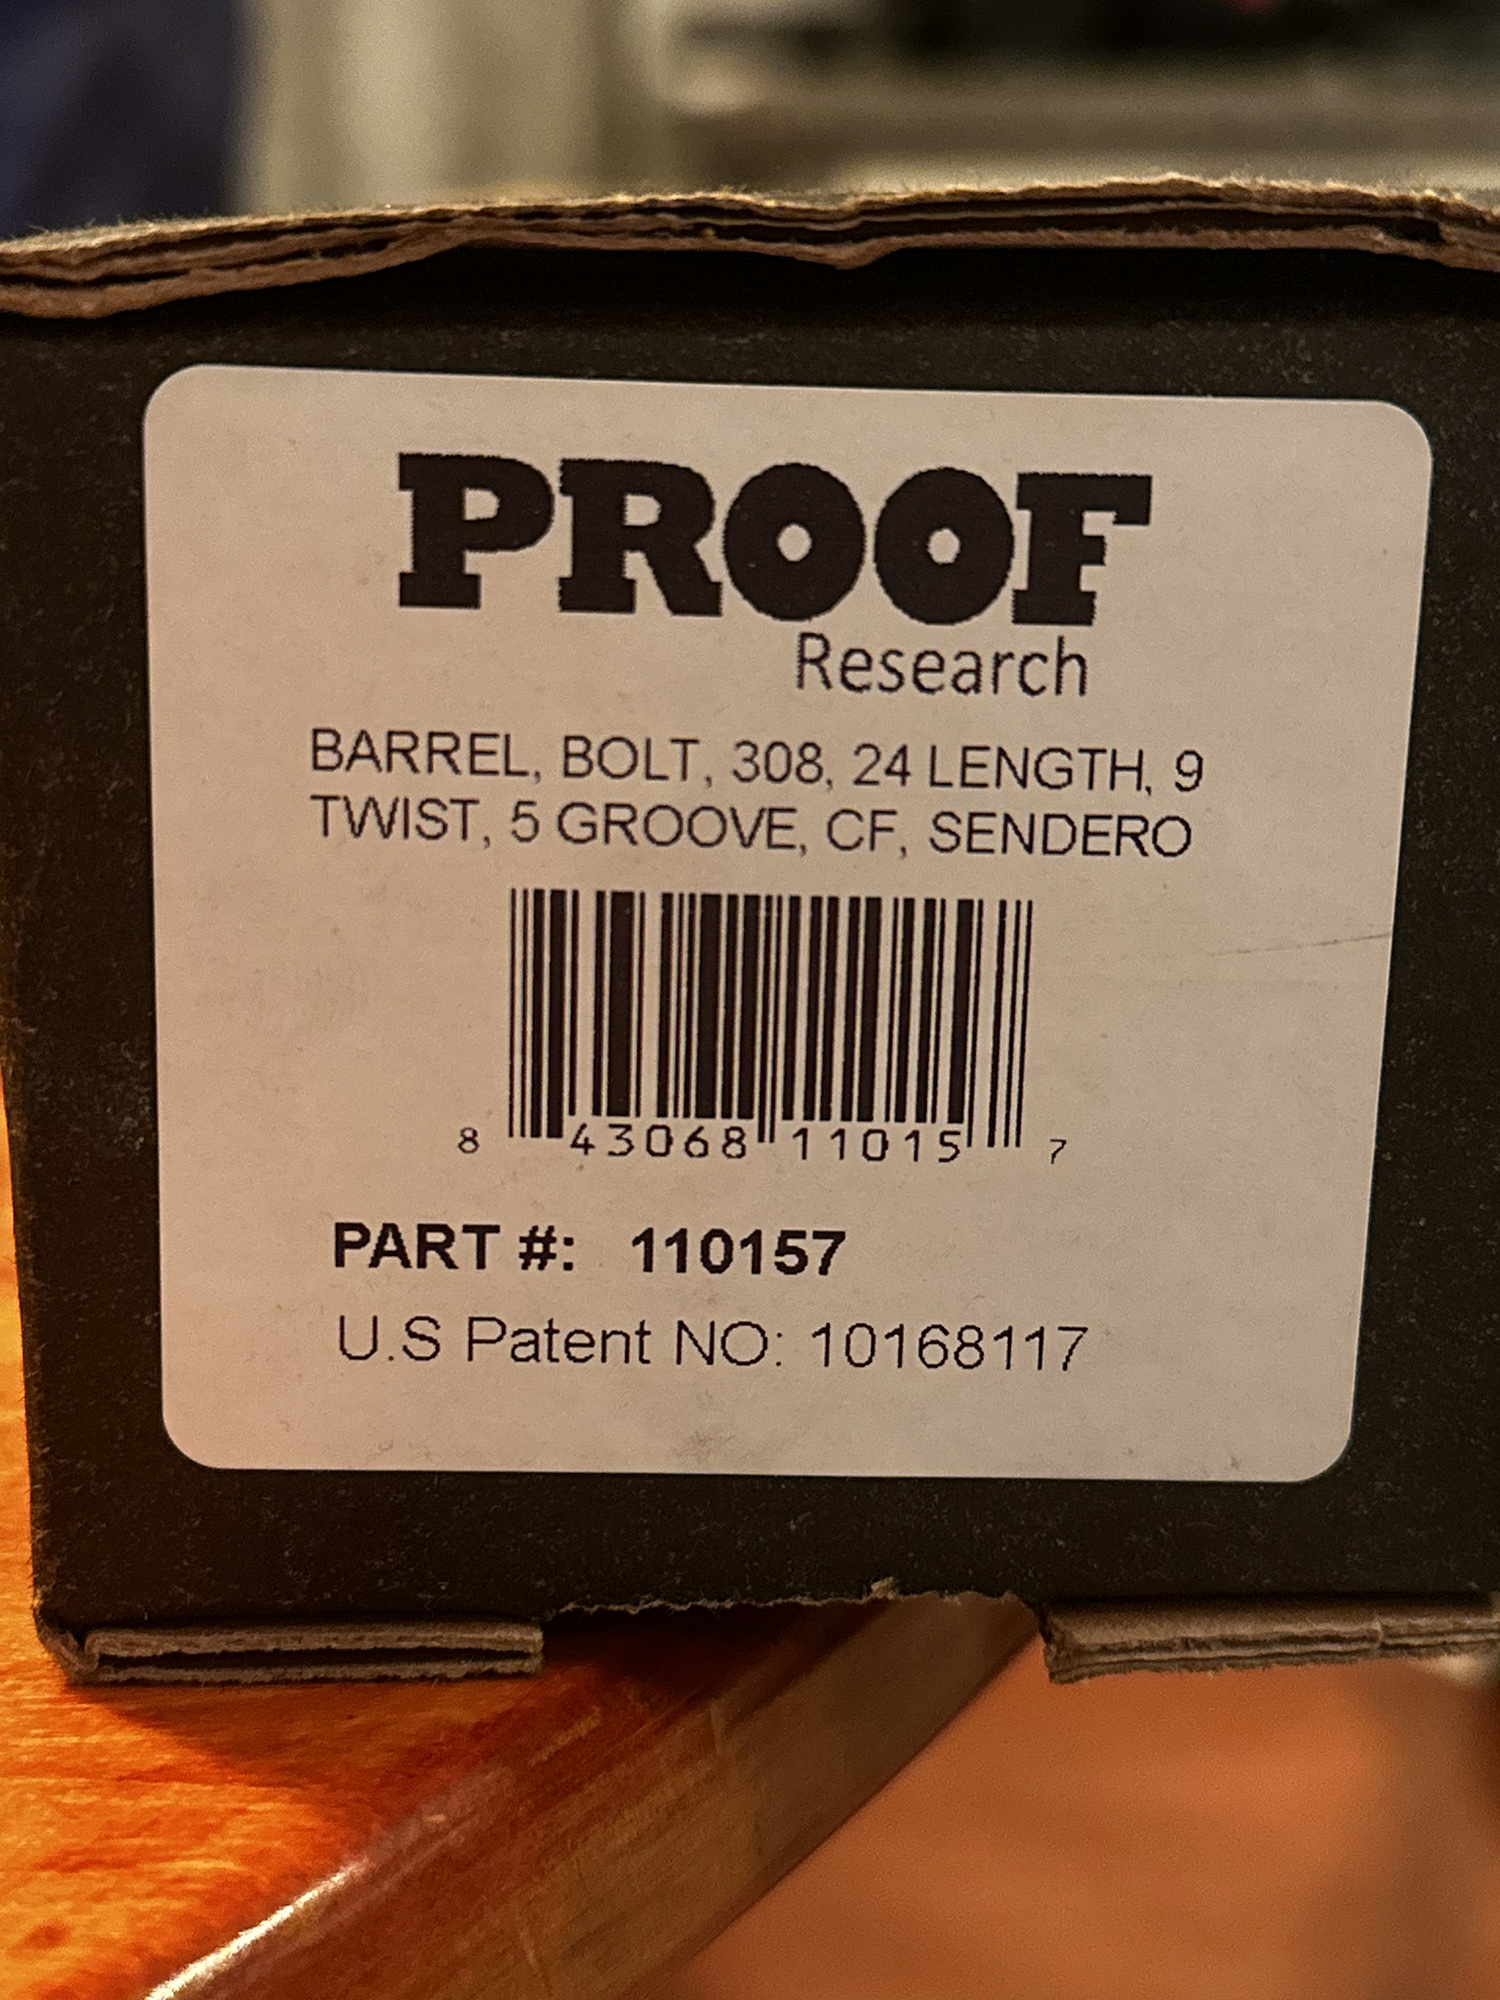 PROOF
Research
BARREL, BOLT, 308, 24 LENGTH, 9
TWIST, 5 GROOVE, CF, SENDERO
8 43068 11015 7
PART #: 110157
U.S Patent NO: 10168117